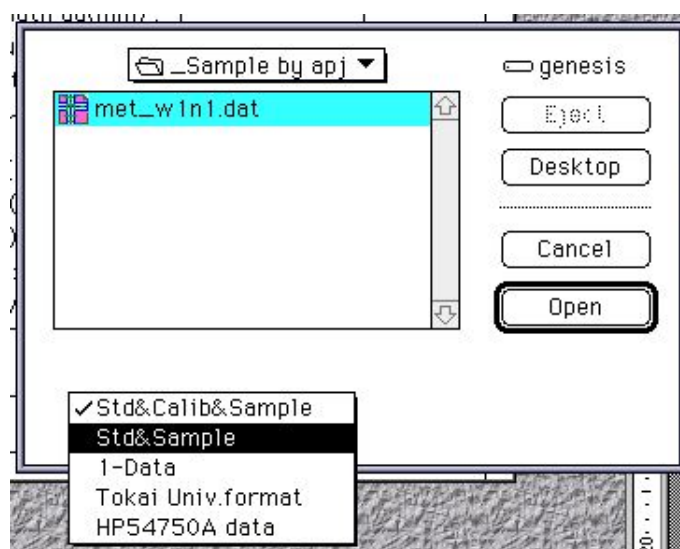 _Sample by apj
genesis
met_w1n1.dat
Eject
Desktop
Cancel
Open
✓Std&Calib&Sample
Std&Sample
1-Data
Tokai Univ.format
HP54750A data